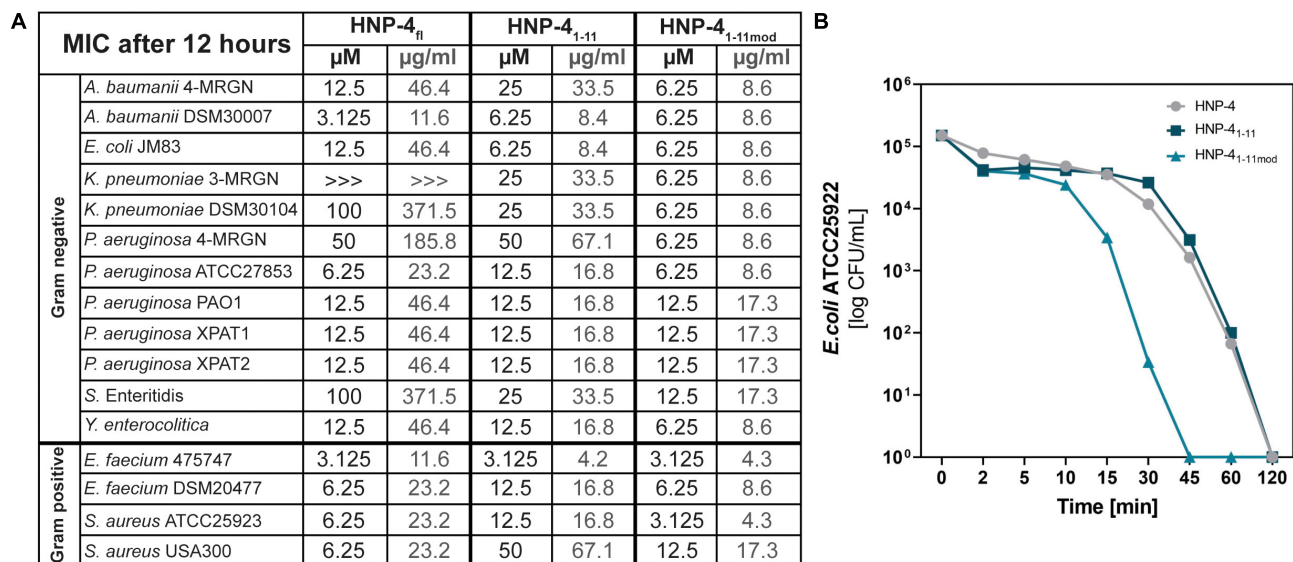 A
MIC after 12 hours HNP-4fl HNP-41-11 HNP-41-11mod
µM µg/ml µM µg/ml µM µg/ml
Gram negative
A. baumanii 4-MRGN 12.5 46.4 25 33.5 6.25 8.6
A. baumanii DSM30007 3.125 11.6 6.25 8.4 6.25 8.6
E. coli JM83 12.5 46.4 6.25 8.4 6.25 8.6
K. pneumoniae 3-MRGN >>> >>> 25 33.5 6.25 8.6
K. pneumoniae DSM30104 100 371.5 25 33.5 6.25 8.6
P. aeruginosa 4-MRGN 50 185.8 50 67.1 6.25 8.6
P. aeruginosa ATCC27853 6.25 23.2 12.5 16.8 6.25 8.6
P. aeruginosa PAO1 12.5 46.4 12.5 16.8 12.5 17.3
P. aeruginosa XPAT1 12.5 46.4 12.5 16.8 12.5 17.3
P. aeruginosa XPAT2 12.5 46.4 12.5 16.8 12.5 17.3
S. Enteritidis 100 371.5 25 33.5 12.5 17.3
Y. enterocolitica 12.5 46.4 12.5 16.8 6.25 8.6
Gram positive
E. faecium 475747 3.125 11.6 3.125 4.2 3.125 4.3
E. faecium DSM20477 6.25 23.2 12.5 16.8 6.25 8.6
S. aureus ATCC25923 6.25 23.2 12.5 16.8 3.125 4.3
S. aureus USA300 6.25 23.2 50 67.1 12.5 17.3
B
E.coli ATCC25922
[log CFU/mL]
10⁶
10⁵
10⁴
10³
10²
10¹
10⁰
HNP-4
HNP-41-11
HNP-41-11mod
0 2 5 10 15 30 45 60 120
Time [min]